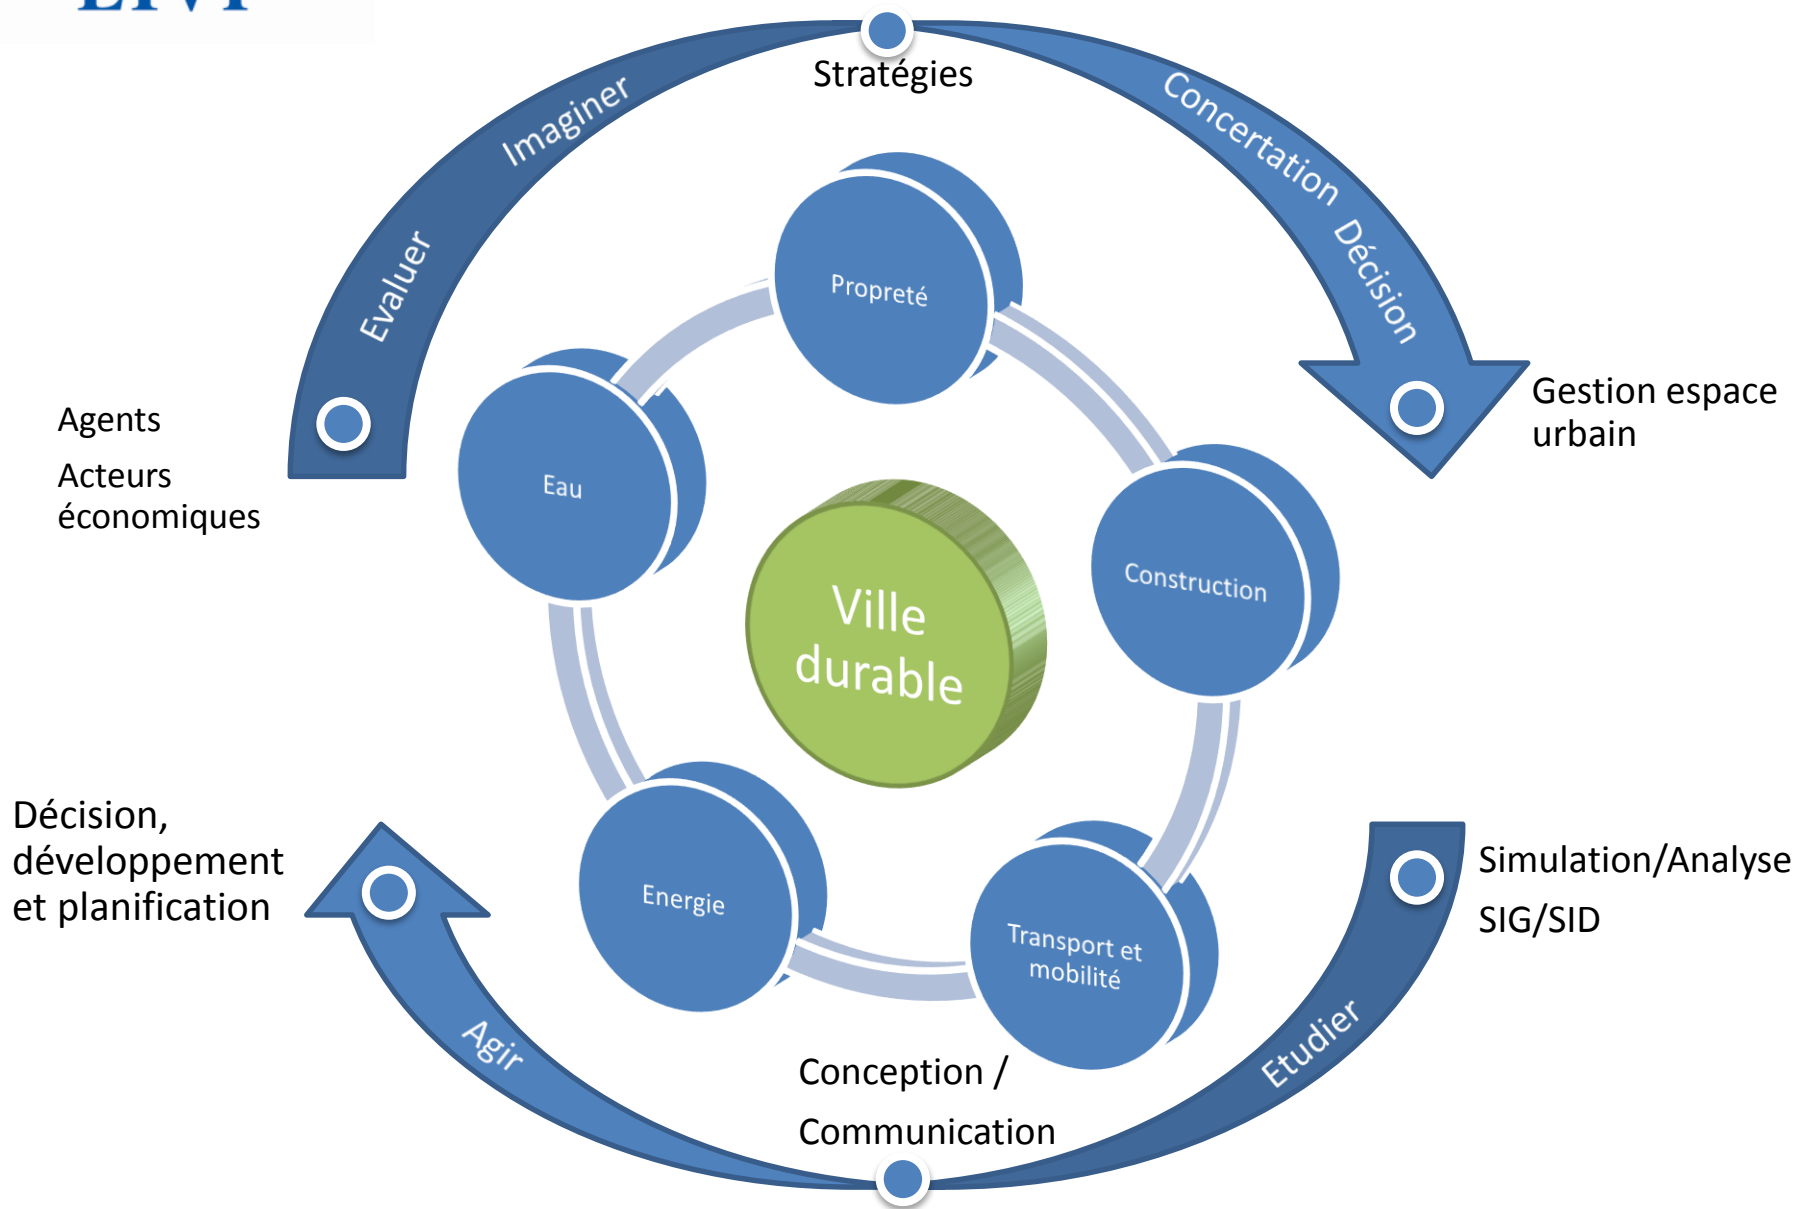 Stratégies
Imaginer
Evaluer
Concertation
Décision
Propreté
Agents
Acteurs
économiques
Gestion espace
urbain
Eau
Construction
Ville
durable
Décision,
développement
et planification
Energie
Transport et
mobilité
Simulation/Analyse
SIG/SID
Agir
Etudier
Conception /
Communication